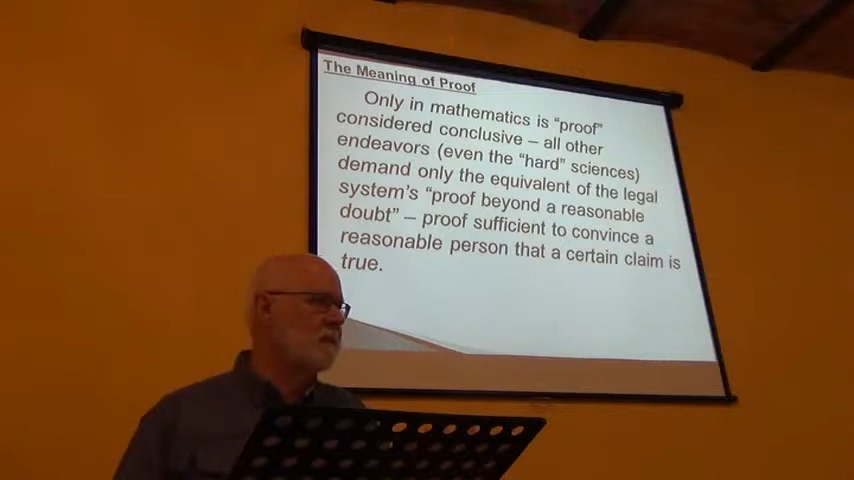 The Meaning of Proof
Only in mathematics is “proof”
considered conclusive – all other
endeavors (even the “hard” sciences)
demand only the equivalent of the legal
system’s “proof beyond a reasonable
doubt” – proof sufficient to convince a
reasonable person that a certain claim is
true.